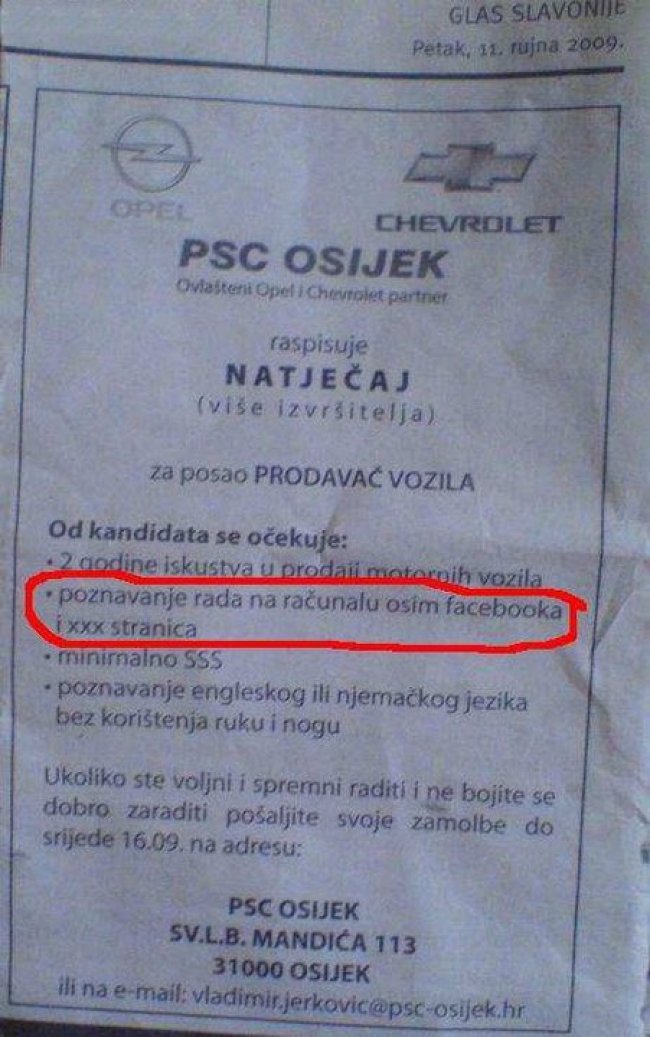 GLAS SLAVONIJE
Petak, 11. rujna 2009.
OPEL
CHEVROLET
PSC OSIJEK
Ovlašteni Opel i Chevrolet partner
raspisuje
NATJEČAJ
(više izvršitelja)
za posao PRODAVAČ VOZILA
Od kandidata se očekuje:
• 2 godine iskustva u prodaji motornih vozila
• poznavanje rada na računalu osim facebooka
i xxx stranica
• minimalno SSS
• poznavanje engleskog ili njemačkog jezika
bez korištenja ruku i nogu
Ukoliko ste voljni i spremni raditi i ne bojite se
dobro zaraditi pošaljite svoje zamolbe do
srijede 16.09. na adresu:
PSC OSIJEK
SV.L.B. MANDIĆA 113
31000 OSIJEK
ili na e-mail: vladimir.jerkovic@psc-osijek.hr